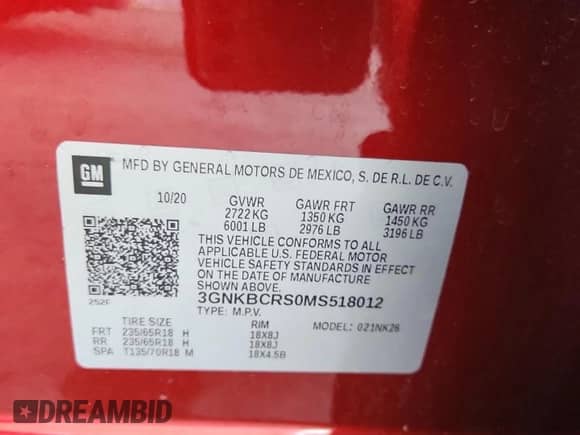 GM
MFD BY GENERAL MOTORS DE MEXICO, S. DE R.L. DE C.V.
10/20 GVWR GAWR FRT GAWR RR
2722 KG 1350 KG 1450 KG
6001 LB 2976 LB 3196 LB
THIS VEHICLE CONFORMS TO ALL
APPLICABLE U.S. FEDERAL MOTOR
VEHICLE SAFETY STANDARDS IN EFFECT
ON THE DATE OF MANUFACTURE
SHOWN ABOVE.
252F
3GNKBCRS0MS518012
TYPE: M.P.V. MODEL: 021NK26
TIRE SIZE RIM
FRT 235/65R18 H 18X8J
RR 235/65R18 H 18X8J
SPA T135/70R18 M 18X4.5B
DREAMBID